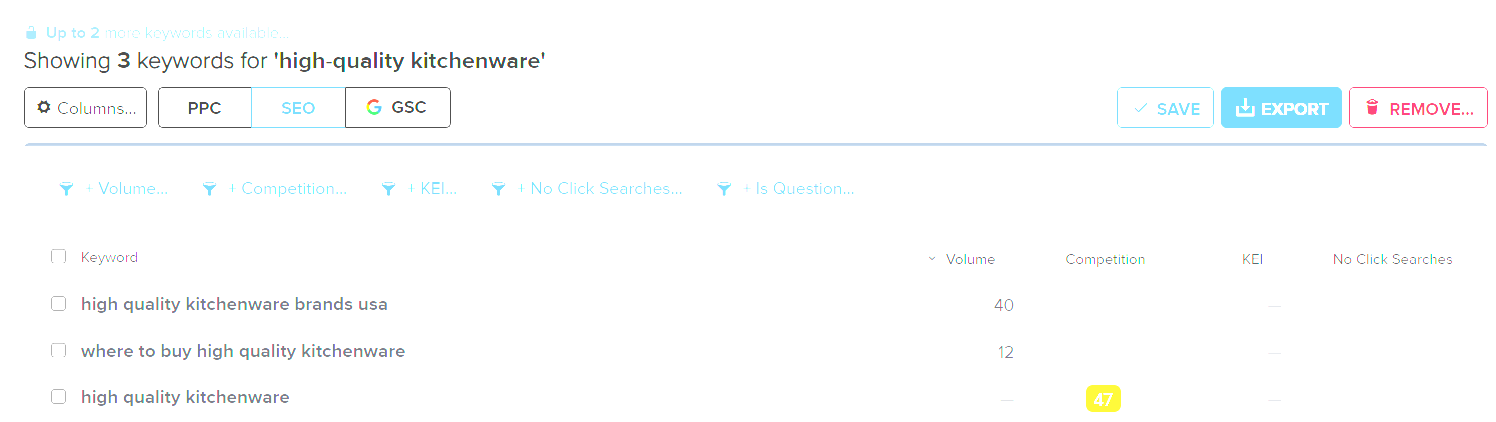 Up to 2 more keywords available...
Showing 3 keywords for 'high-quality kitchenware'
Columns... PPC SEO GSC SAVE EXPORT REMOVE...
+ Volume... + Competition... + KEI... + No Click Searches... + Is Question...
Keyword Volume Competition KEI No Click Searches
high quality kitchenware brands usa 40 —
where to buy high quality kitchenware 12 —
high quality kitchenware — 47 —